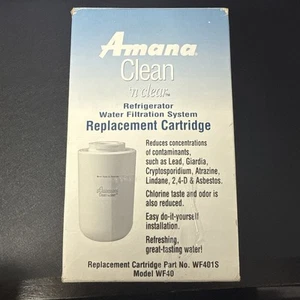 Amana
Clean
'n clear™
Refrigerator
Water Filtration System
Replacement Cartridge
Reduces concentrations
of contaminants,
such as Lead, Giardia,
Cryptosporidium, Atrazine,
Lindane, 2,4-D & Asbestos.
Chlorine taste and odor is
also reduced.
Easy do-it-yourself
installation.
Refreshing,
great-tasting water!
Amana
Replacement Cartridge Part No. WF401S
Model WF40